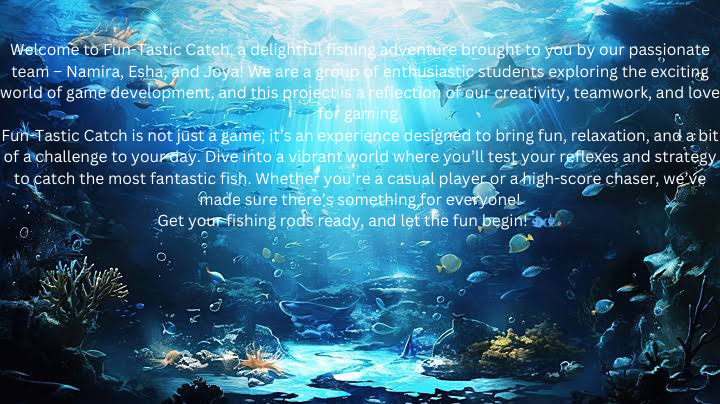 Welcome to Fun-Tastic Catch, a delightful fishing adventure brought to you by our passionate
team – Namira, Esha, and Joya! We are a group of enthusiastic students exploring the exciting
world of game development, and this project is a reflection of our creativity, teamwork, and love
for gaming.
Fun-Tastic Catch is not just a game; it's an experience designed to bring fun, relaxation, and a bit
of a challenge to your day. Dive into a vibrant world where you'll test your reflexes and strategy
to catch the most fantastic fish. Whether you're a casual player or a high-score chaser, we've
made sure there's something for everyone!
Get your fishing rods ready, and let the fun begin!